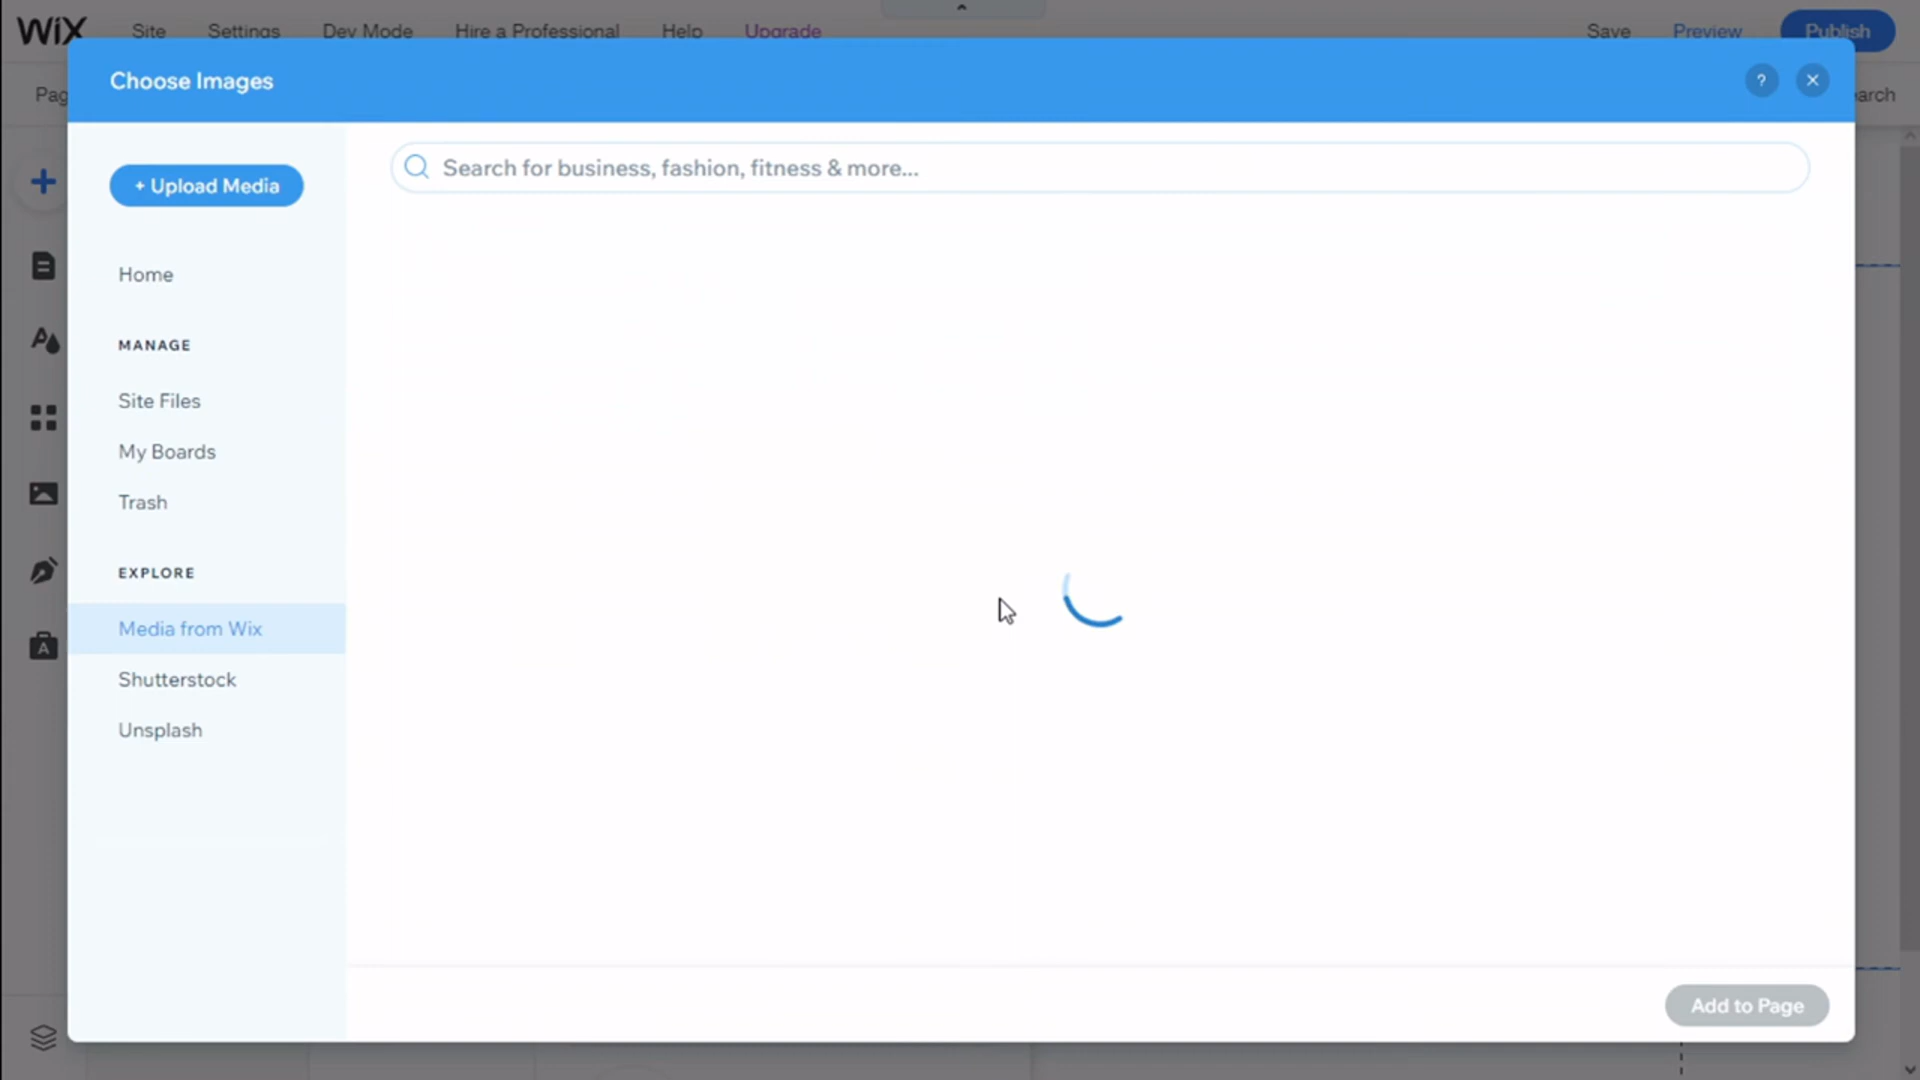 WiX
Site
Settings
Dev Mode
Hire a Professional
Help
Upgrade
Save
Preview
Publish
Pag
earch
Choose Images
?
+ Upload Media
Search for business, fashion, fitness & more...
Home
MANAGE
Site Files
My Boards
Trash
EXPLORE
Media from Wix
Shutterstock
Unsplash
Add to Page